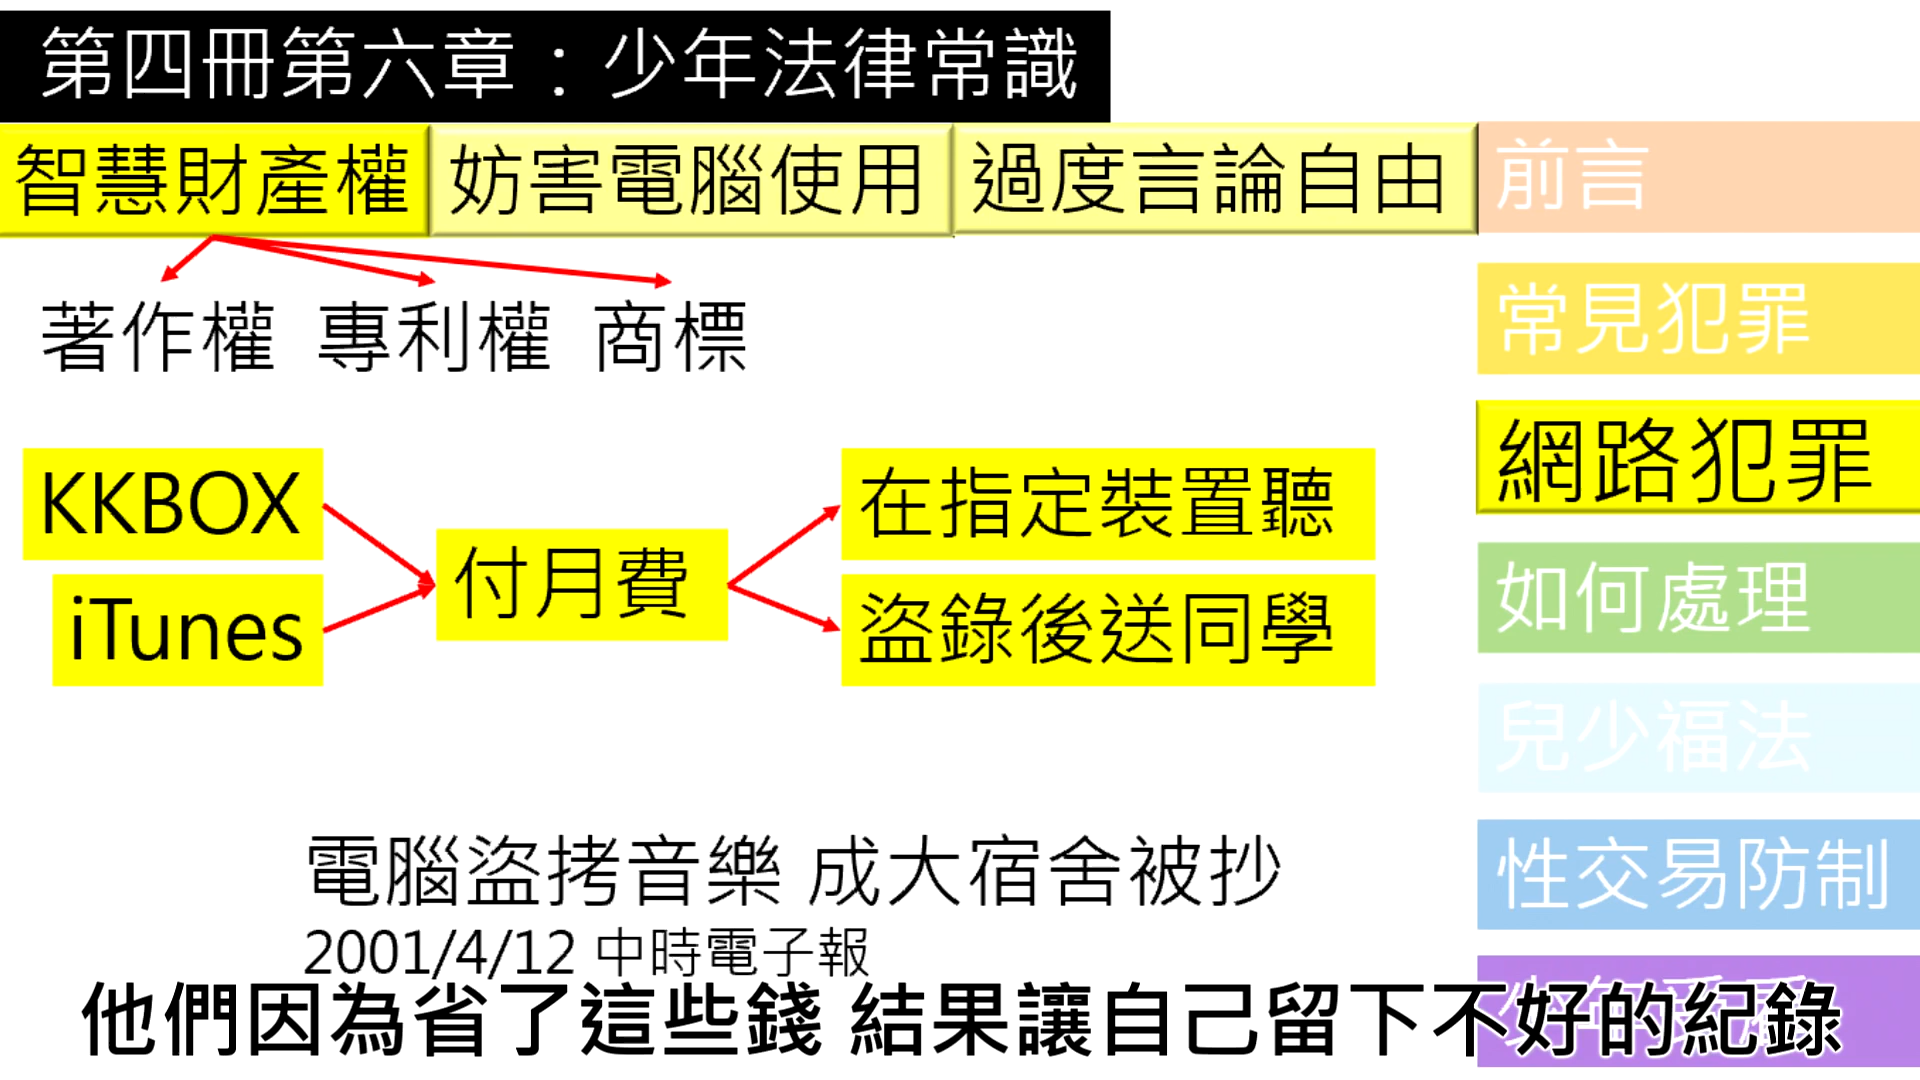 第四冊第六章：少年法律常識
智慧財產權 妨害電腦使用 過度言論自由
前言
著作權 專利權 商標
常見犯罪
網路犯罪
KKBOX
iTunes
付月費
在指定裝置聽
盜錄後送同學
如何處理
兒少福法
性交易防制
電腦盜拷音樂 成大宿舍被抄
2001/4/12 中時電子報
他們因為省了這些錢 結果讓自己留下不好的紀錄